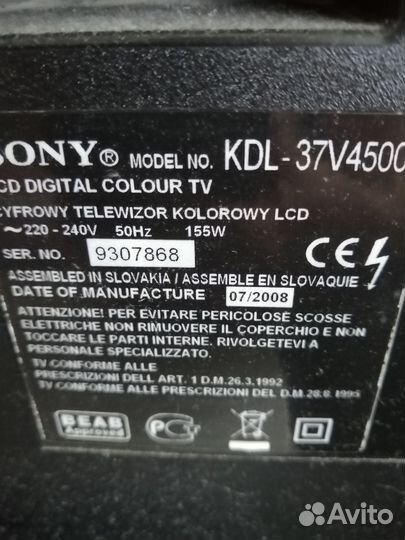 SONY® MODEL NO. KDL-37V4500
CD DIGITAL COLOUR TV
CYFROWY TELEWIZOR KOLOROWY LCD
~220-240V 50Hz 155W
SER. NO. 9307868
CE
ASSEMBLED IN SLOVAKIA / ASSEMBLE EN SLOVAQUIE
DATE OF MANUFACTURE 07/2008
ATTENZIONE! PER EVITARE PERICOLOSE SCOSSE
ELETTRICHE NON RIMUOVERE IL COPERCHIO E NON
TOCCARE LE PARTI INTERNE. RIVOLGETEVI A
PERSONALE SPECIALIZZATO.
TV CONFORME ALLE
PRESCRIZIONI DELL ART. 1 D.M.26.3.1992
TV CONFORME ALLE PRESCRIZIONI DEL D.M.28.8.1995
BEAB
Approved
Avito